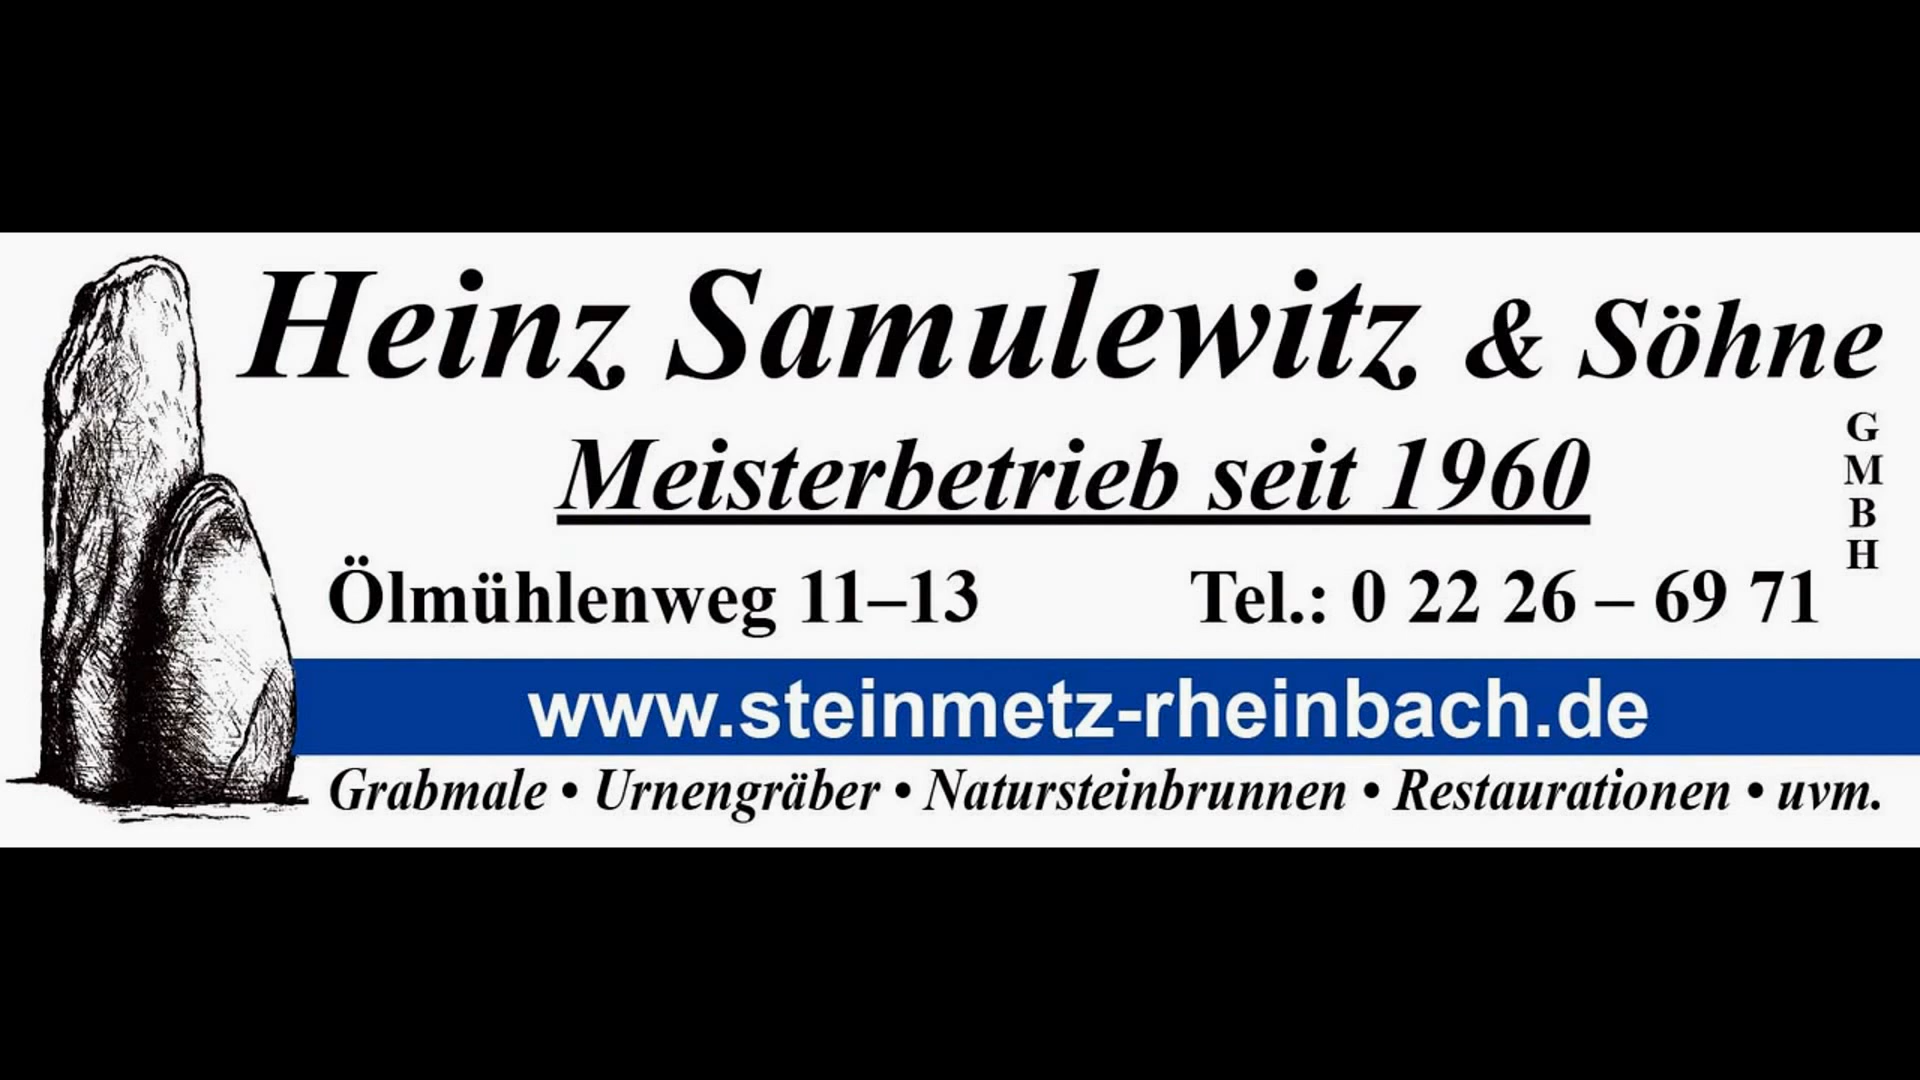 Heinz Samulewitz & Söhne
GMBH
Meisterbetrieb seit 1960
Ölmühlenweg 11–13
Tel.: 0 22 26 – 69 71
www.steinmetz-rheinbach.de
Grabmale • Urnengräber • Natursteinbrunnen • Restaurationen • uvm.